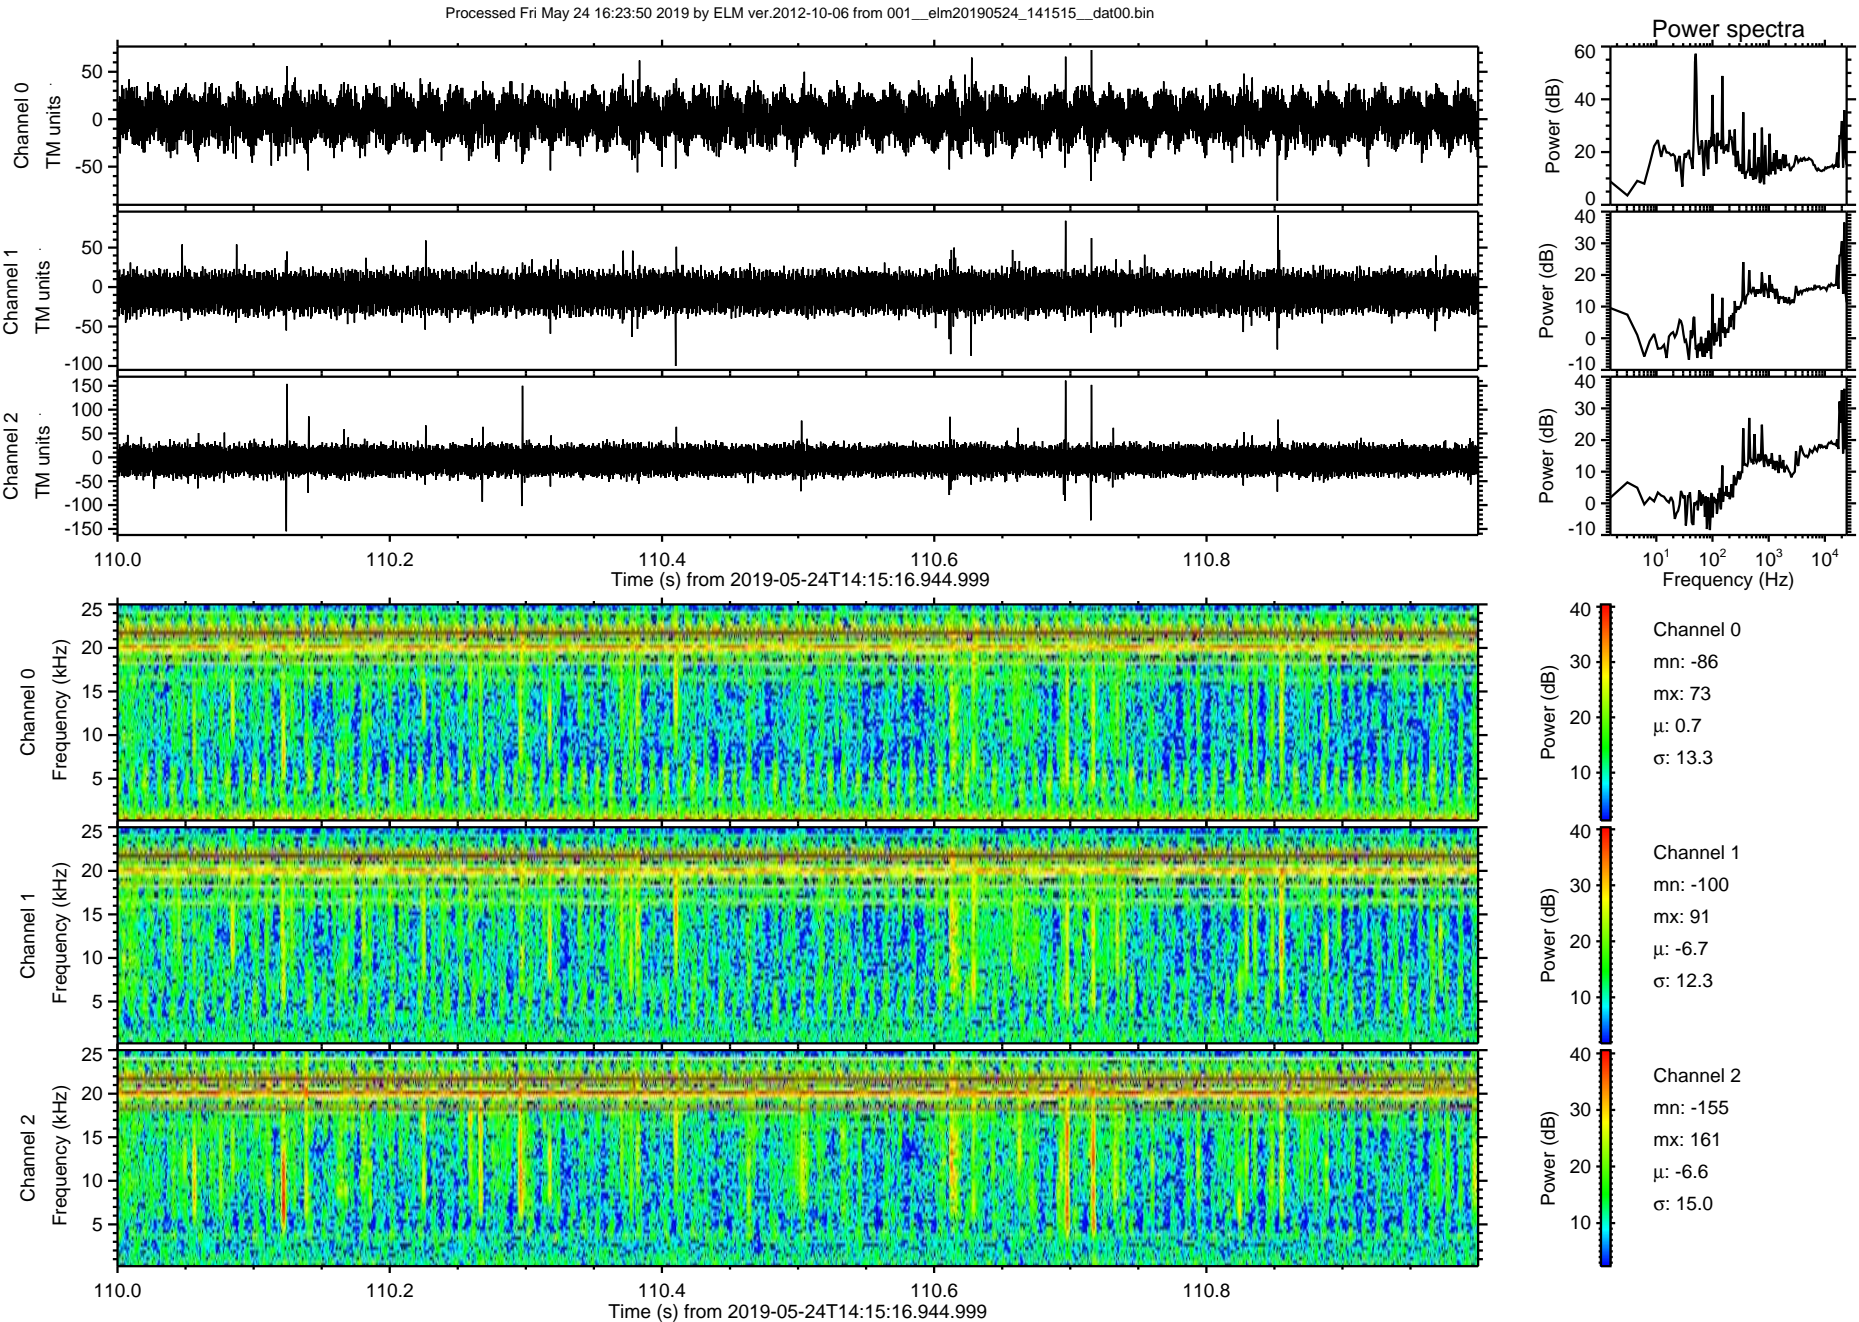 Processed Fri May 24 16:23:50 2019 by ELM ver.2012-10-06 from 001__elm20190524_141515__dat00.bin
Power spectra
Channel 0
TM units
50
0
-50
Power (dB)
60
40
20
0
Channel 1
TM units
50
0
-50
-100
Power (dB)
40
30
20
10
0
-10
Channel 2
TM units
150
100
50
0
-50
-100
-150
Power (dB)
40
30
20
10
0
-10
110.0 110.2 110.4 110.6 110.8
Time (s) from 2019-05-24T14:15:16.944.999
10^1 10^2 10^3 10^4
Frequency (Hz)
Channel 0
Frequency (kHz)
25
20
15
10
5
Power (dB)
40
30
20
10
Channel 0
mn: -86
mx: 73
µ: 0.7
σ: 13.3
Channel 1
Frequency (kHz)
25
20
15
10
5
Power (dB)
40
30
20
10
Channel 1
mn: -100
mx: 91
µ: -6.7
σ: 12.3
Channel 2
Frequency (kHz)
25
20
15
10
5
Power (dB)
40
30
20
10
Channel 2
mn: -155
mx: 161
µ: -6.6
σ: 15.0
110.0 110.2 110.4 110.6 110.8
Time (s) from 2019-05-24T14:15:16.944.999